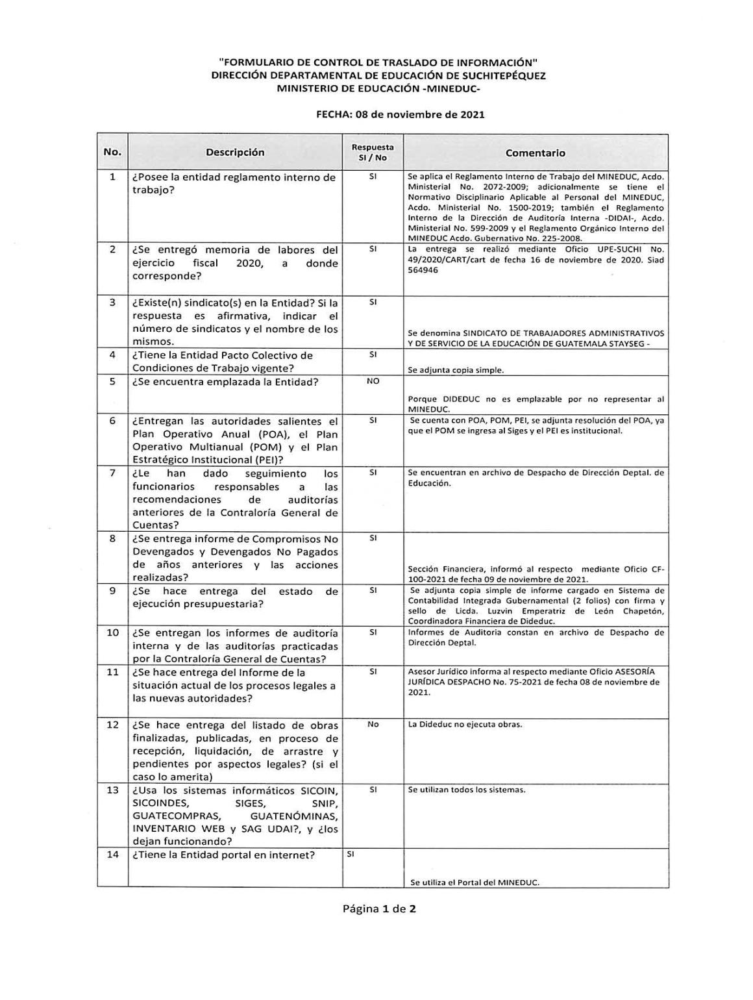 "FORMULARIO DE CONTROL DE TRASLADO DE INFORMACIÓN"
DIRECCIÓN DEPARTAMENTAL DE EDUCACIÓN DE SUCHITEPÉQUEZ
MINISTERIO DE EDUCACIÓN -MINEDUC-
FECHA: 08 de noviembre de 2021
No.
Descripción
Respuesta
SI / No
Comentario
1
¿Posee la entidad reglamento interno de
trabajo?
SI
Se aplica el Reglamento Interno de Trabajo del MINEDUC, Acdo.
Ministerial No. 2072-2009; adicionalmente se tiene el
Normativo Disciplinario Aplicable al Personal del MINEDUC,
Acdo. Ministerial No. 1500-2019; también el Reglamento
Interno de la Dirección de Auditoría Interna -DIDAI-, Acdo.
Ministerial No. 599-2009 y el Reglamento Orgánico Interno del
MINEDUC Acdo. Gubernativo No. 225-2008.
2
¿Se entregó memoria de labores del
ejercicio fiscal 2020, a donde
corresponde?
SI
La entrega se realizó mediante Oficio UPE-SUCHI No.
49/2020/CART/cart de fecha 16 de noviembre de 2020. Siad
564946
3
¿Existe(n) sindicato(s) en la Entidad? Si la
respuesta es afirmativa, indicar el
número de sindicatos y el nombre de los
mismos.
SI
Se denomina SINDICATO DE TRABAJADORES ADMINISTRATIVOS
Y DE SERVICIO DE LA EDUCACIÓN DE GUATEMALA STAYSEG -
4
¿Tiene la Entidad Pacto Colectivo de
Condiciones de Trabajo vigente?
SI
Se adjunta copia simple.
5
¿Se encuentra emplazada la Entidad?
NO
Porque DIDEDUC no es emplazable por no representar al
MINEDUC.
6
¿Entregan las autoridades salientes el
Plan Operativo Anual (POA), el Plan
Operativo Multianual (POM) y el Plan
Estratégico Institucional (PEI)?
SI
Se cuenta con POA, POM, PEI, se adjunta resolución del POA, ya
que el POM se ingresa al Siges y el PEI es institucional.
7
¿Le han dado seguimiento los
funcionarios responsables a las
recomendaciones de auditorías
anteriores de la Contraloría General de
Cuentas?
SI
Se encuentran en archivo de Despacho de Dirección Deptal. de
Educación.
8
¿Se entrega informe de Compromisos No
Devengados y Devengados No Pagados
de años anteriores y las acciones
realizadas?
SI
Sección Financiera, informó al respecto mediante Oficio CF-
100-2021 de fecha 09 de noviembre de 2021.
9
¿Se hace entrega del estado de
ejecución presupuestaria?
SI
Se adjunta copia simple de informe cargado en Sistema de
Contabilidad Integrada Gubernamental (2 folios) con firma y
sello de Licda. Luzvin Emperatriz de León Chapetón,
Coordinadora Financiera de Dideduc.
10
¿Se entregan los informes de auditoría
interna y de las auditorías practicadas
por la Contraloría General de Cuentas?
SI
Informes de Auditoria constan en archivo de Despacho de
Dirección Deptal.
11
¿Se hace entrega del Informe de la
situación actual de los procesos legales a
las nuevas autoridades?
SI
Asesor Jurídico informa al respecto mediante Oficio ASESORÍA
JURÍDICA DESPACHO No. 75-2021 de fecha 08 de noviembre de
2021.
12
¿Se hace entrega del listado de obras
finalizadas, publicadas, en proceso de
recepción, liquidación, de arrastre y
pendientes por aspectos legales? (si el
caso lo amerita)
No
La Dideduc no ejecuta obras.
13
¿Usa los sistemas informáticos SICOIN,
SICOINDES, SIGES, SNIP,
GUATECOMPRAS, GUATENÓMINAS,
INVENTARIO WEB y SAG UDAI?, y ¿los
dejan funcionando?
SI
Se utilizan todos los sistemas.
14
¿Tiene la Entidad portal en internet?
SI
Se utiliza el Portal del MINEDUC.
Página 1 de 2